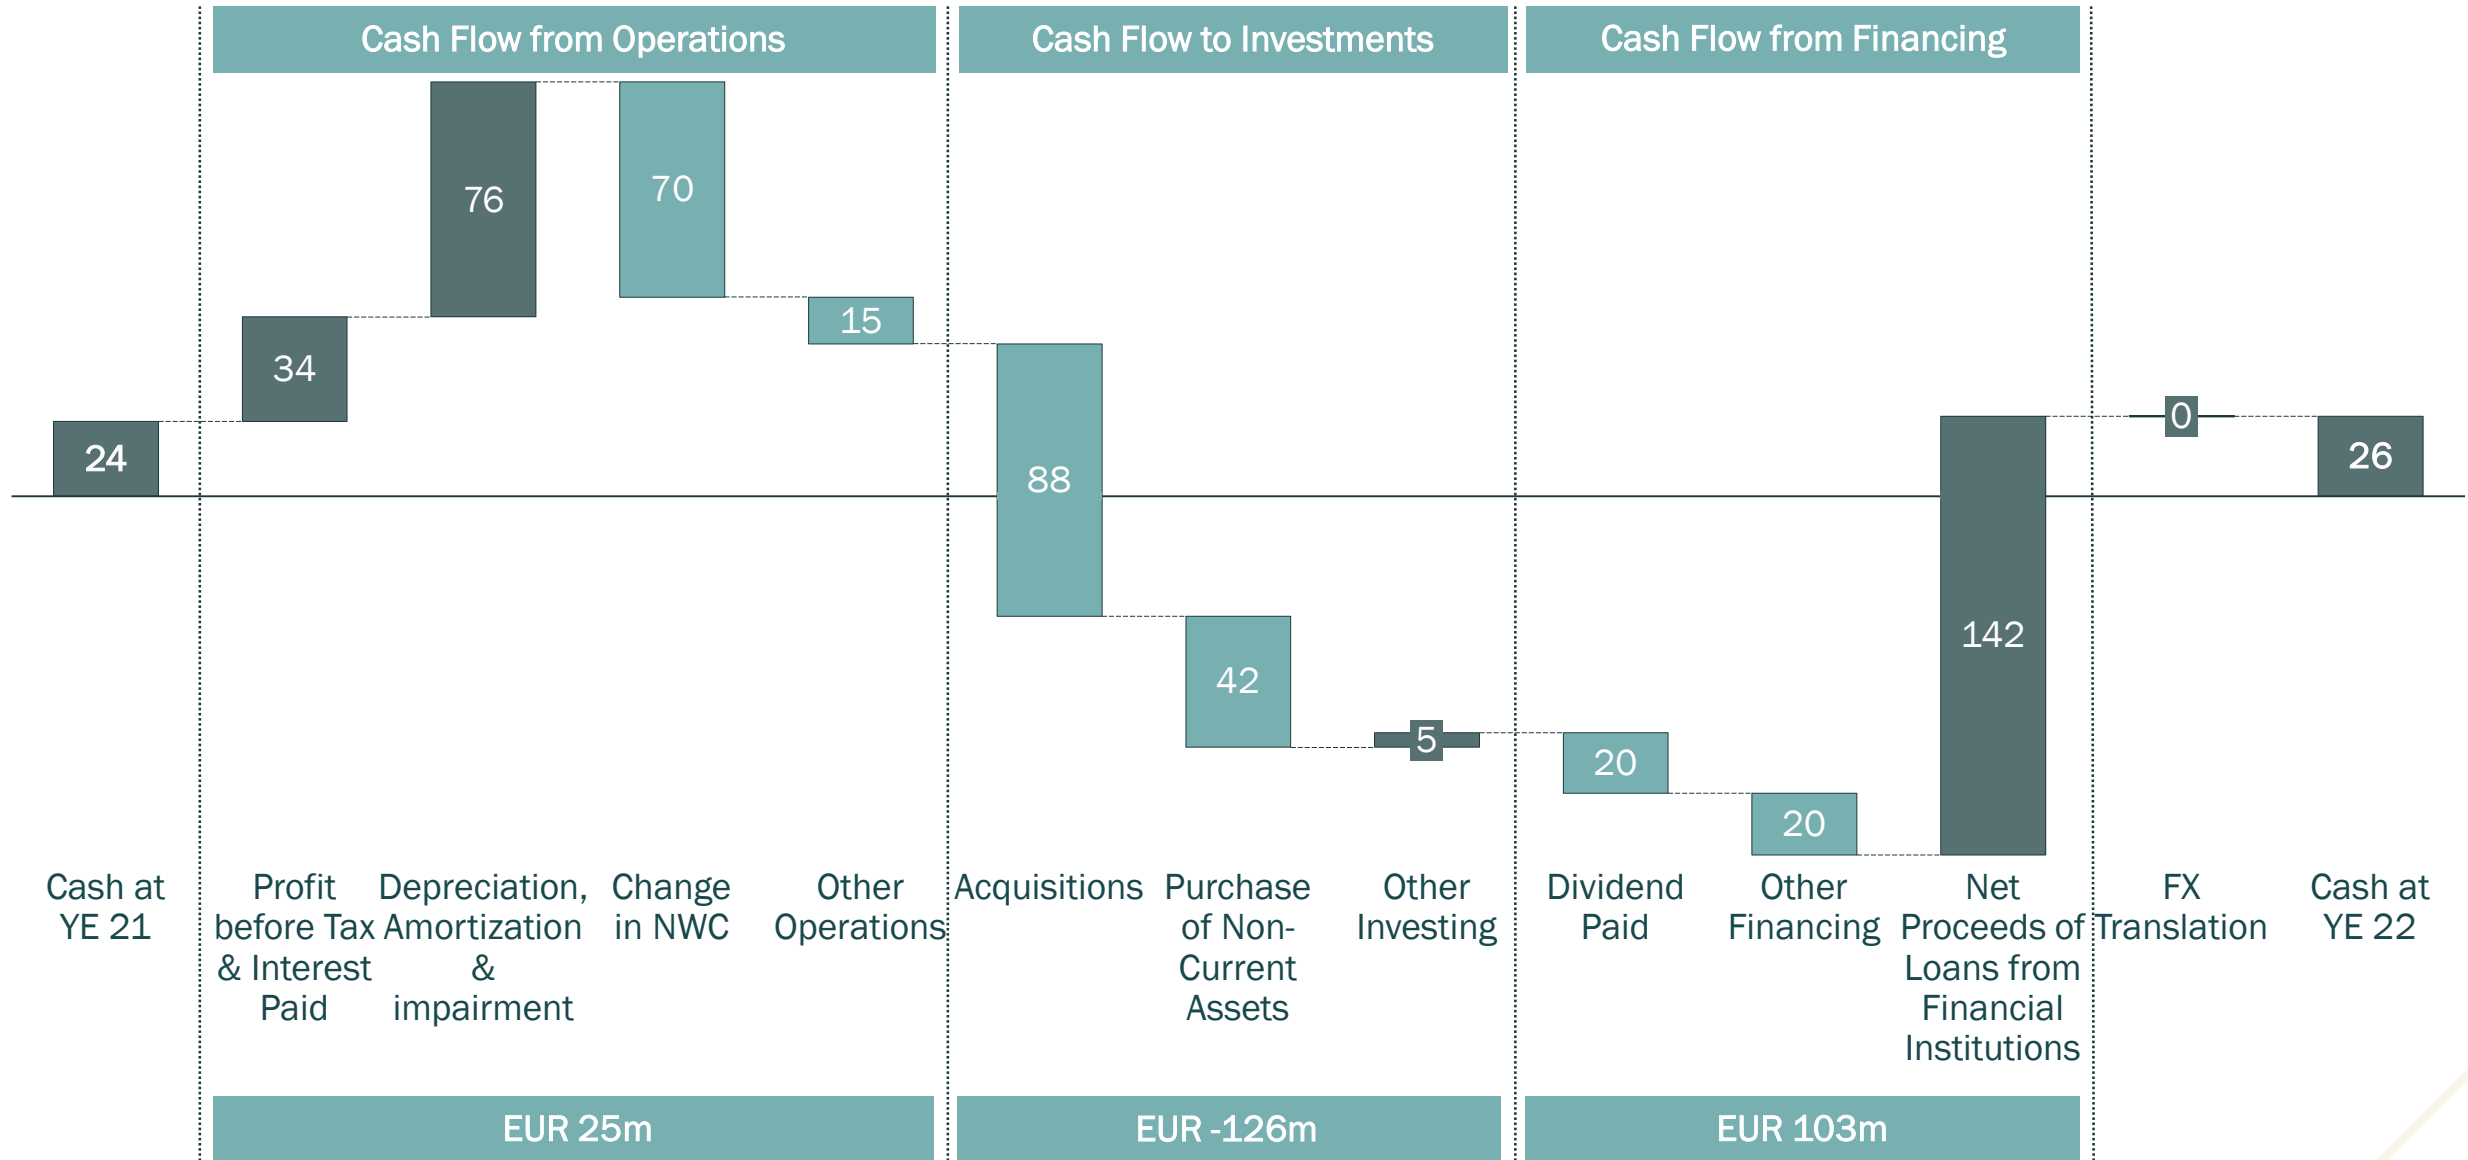 Cash Flow from Operations
Cash Flow to Investments
Cash Flow from Financing
24
34
76
70
15
88
42
5
20
20
142
0
26
Cash at
YE 21
Profit
before Tax
& Interest
Paid
Depreciation,
Amortization
&
impairment
Change
in NWC
Other
Operations
Acquisitions
Purchase
of Non-
Current
Assets
Other
Investing
Dividend
Paid
Other
Financing
Net
Proceeds of
Loans from
Financial
Institutions
FX
Translation
Cash at
YE 22
EUR 25m
EUR -126m
EUR 103m